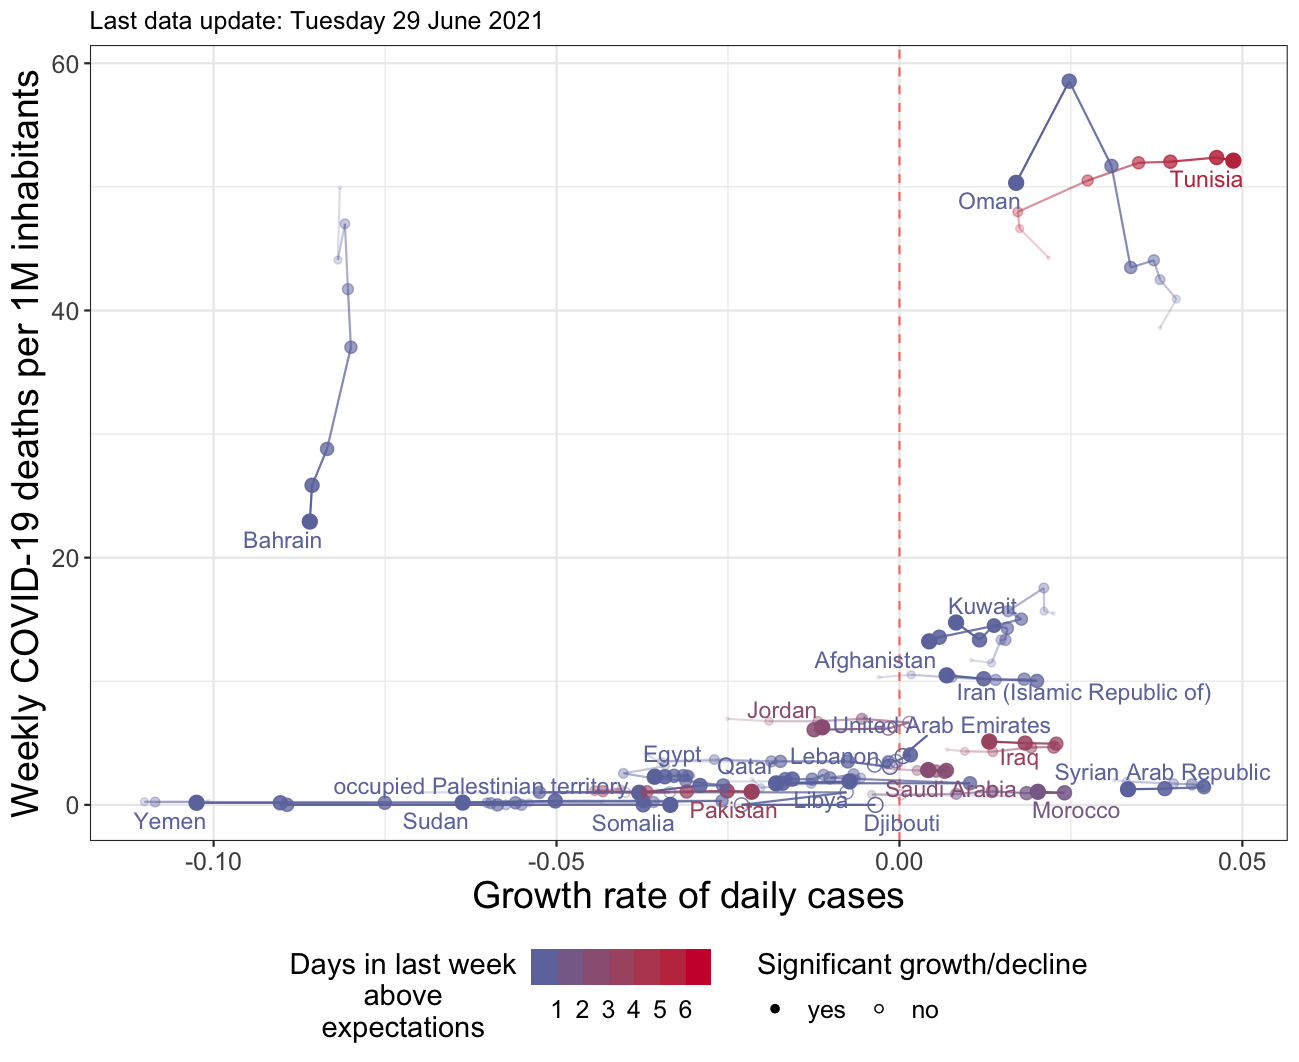 Last data update: Tuesday 29 June 2021
Weekly COVID-19 deaths per 1M inhabitants
60
40
20
0
Tunisia
Oman
Bahrain
Kuwait
Afghanistan
Iran (Islamic Republic of)
Jordan
United Arab Emirates
Egypt
Lebanon
Iraq
Qatar
Syrian Arab Republic
occupied Palestinian territory
Saudi Arabia
Libya
Pakistan
Morocco
Yemen
Sudan
Somalia
Djibouti
-0.10
-0.05
0.00
0.05
Growth rate of daily cases
Days in last week
above
expectations
1 2 3 4 5 6
Significant growth/decline
yes
no